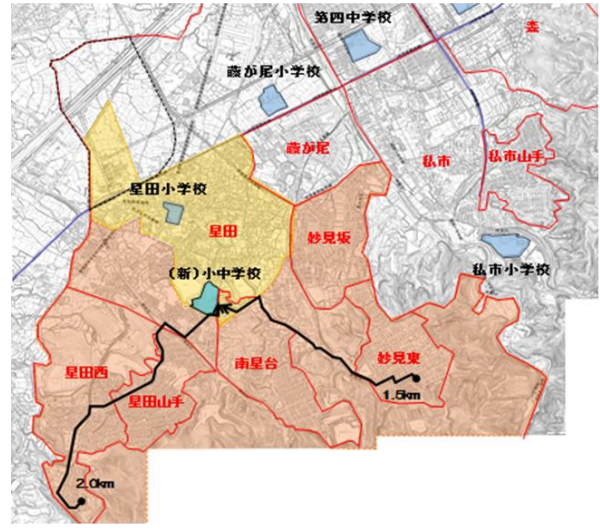 第四中学校
森
藤が尾小学校
藤が尾
私市
私市山手
星田小学校
星田
妙見坂
(新)小中学校
私市小学校
星田西
南星台
妙見東
星田山手
1.5km
2.0km